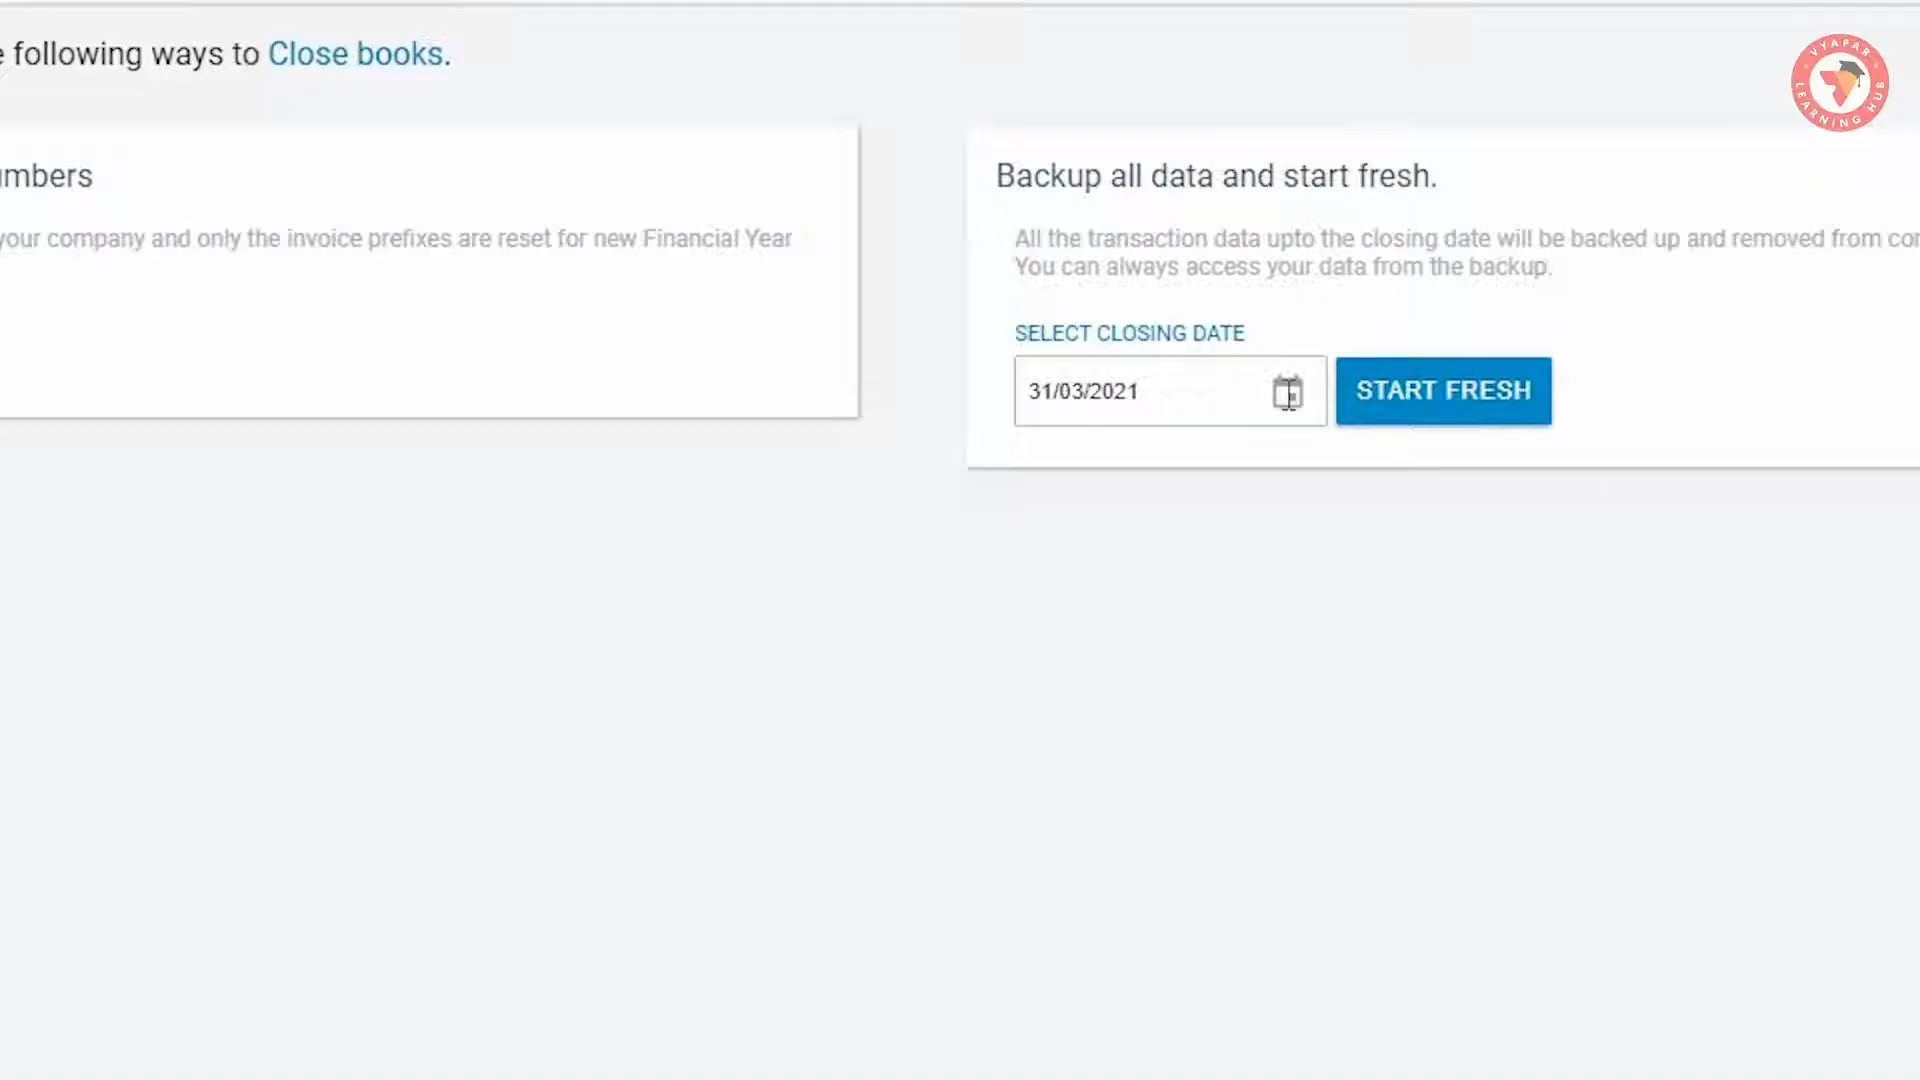 following ways to Close books.
VYAPAR
LEARNING HUB
Backup all data and start fresh.
your company and only the invoice prefixes are reset for new Financial Year
All the transaction data upto the closing date will be backed up and removed from
You can always access your data from the backup.
SELECT CLOSING DATE
31/03/2021
START FRESH